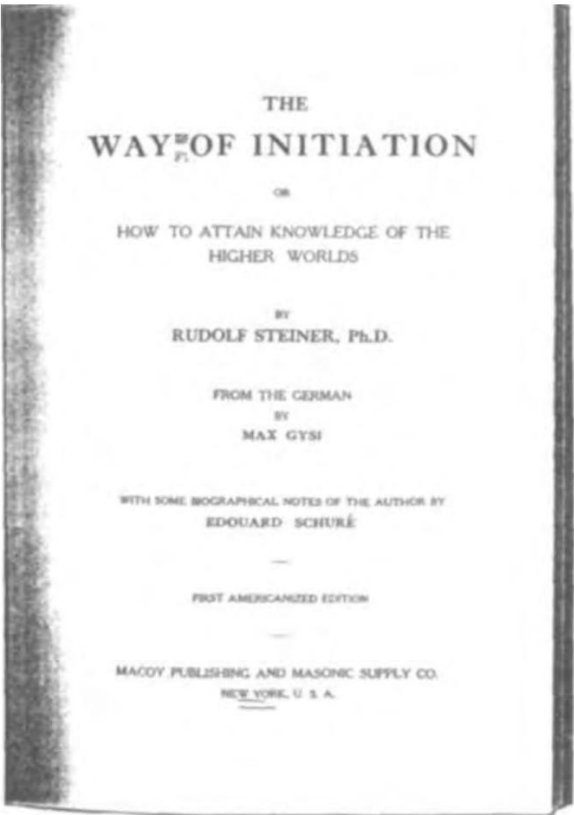 THE
WAY OF INITIATION
OR
HOW TO ATTAIN KNOWLEDGE OF THE
HIGHER WORLDS
BY
RUDOLF STEINER, Ph.D.
FROM THE GERMAN
BY
MAX GYSI
WITH SOME BIOGRAPHICAL NOTES OF THE AUTHOR BY
EDOUARD SCHURÉ
FIRST AMERICANIZED EDITION
MACOY PUBLISHING AND MASONIC SUPPLY CO.
NEW YORK, U. S. A.